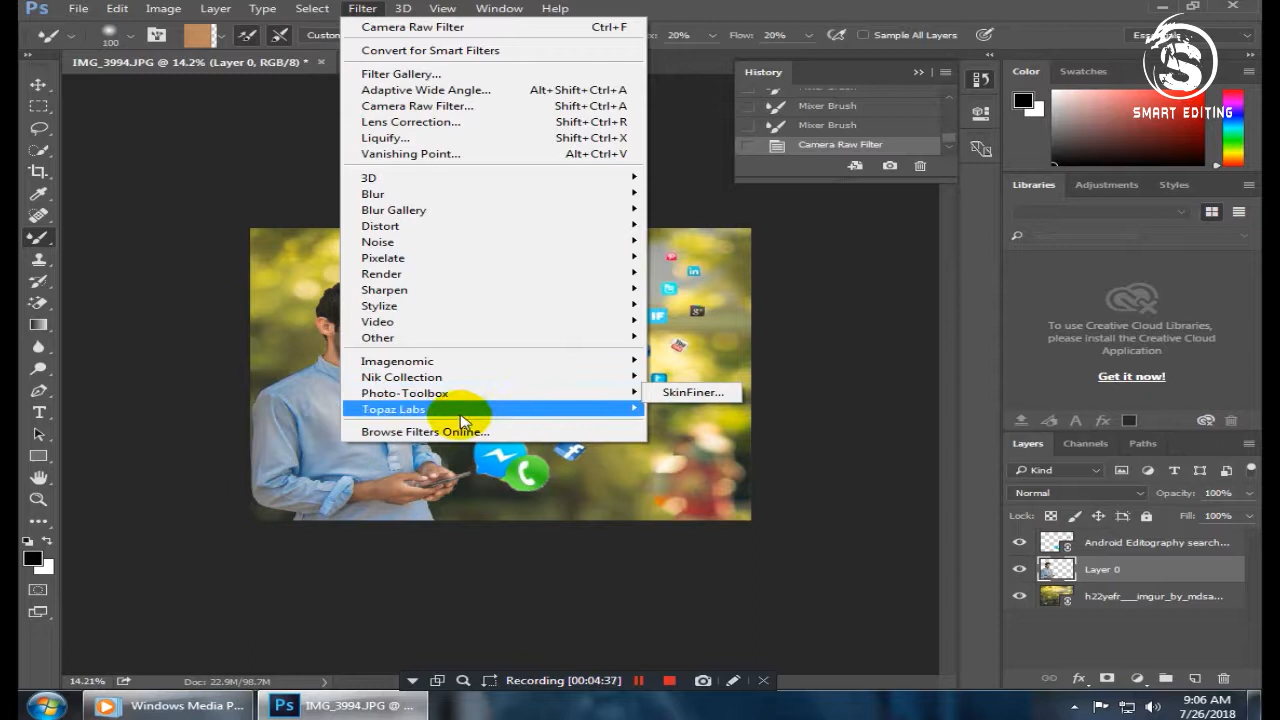 Ps File Edit Image Layer Type Select Filter 3D View Window Help
100 Custom 20% Flow: 20% Sample All Layers
IMG_3994.JPG @ 14.2% (Layer 0, RGB/8) * ×
Camera Raw Filter Ctrl+F
Convert for Smart Filters
Filter Gallery...
Adaptive Wide Angle... Alt+Shift+Ctrl+A
Camera Raw Filter... Shift+Ctrl+A
Lens Correction... Shift+Ctrl+R
Liquify... Shift+Ctrl+X
Vanishing Point... Alt+Ctrl+V
3D
Blur
Blur Gallery
Distort
Noise
Pixelate
Render
Sharpen
Stylize
Video
Other
Imagenomic
Nik Collection
Photo-Toolbox
Topaz Labs
Browse Filters Online...
SkinFiner...
History
Mixer Brush
Mixer Brush
Mixer Brush
Camera Raw Filter
S
SMART EDITING
Color Swatches
Libraries Adjustments Styles
To use Creative Cloud Libraries,
please install the Creative Cloud
Application
Get it now!
Layers Channels Paths
Kind
Normal Opacity: 100%
Lock: Fill: 100%
Android Editography search...
Layer 0
h22yefr___imgur_by_mdsa...
14.21% Doc: 22.9M/98.7M
Recording [00:04:37]
Windows Media P...
Ps IMG_3994.JPG @ ...
9:06 AM
7/26/2018